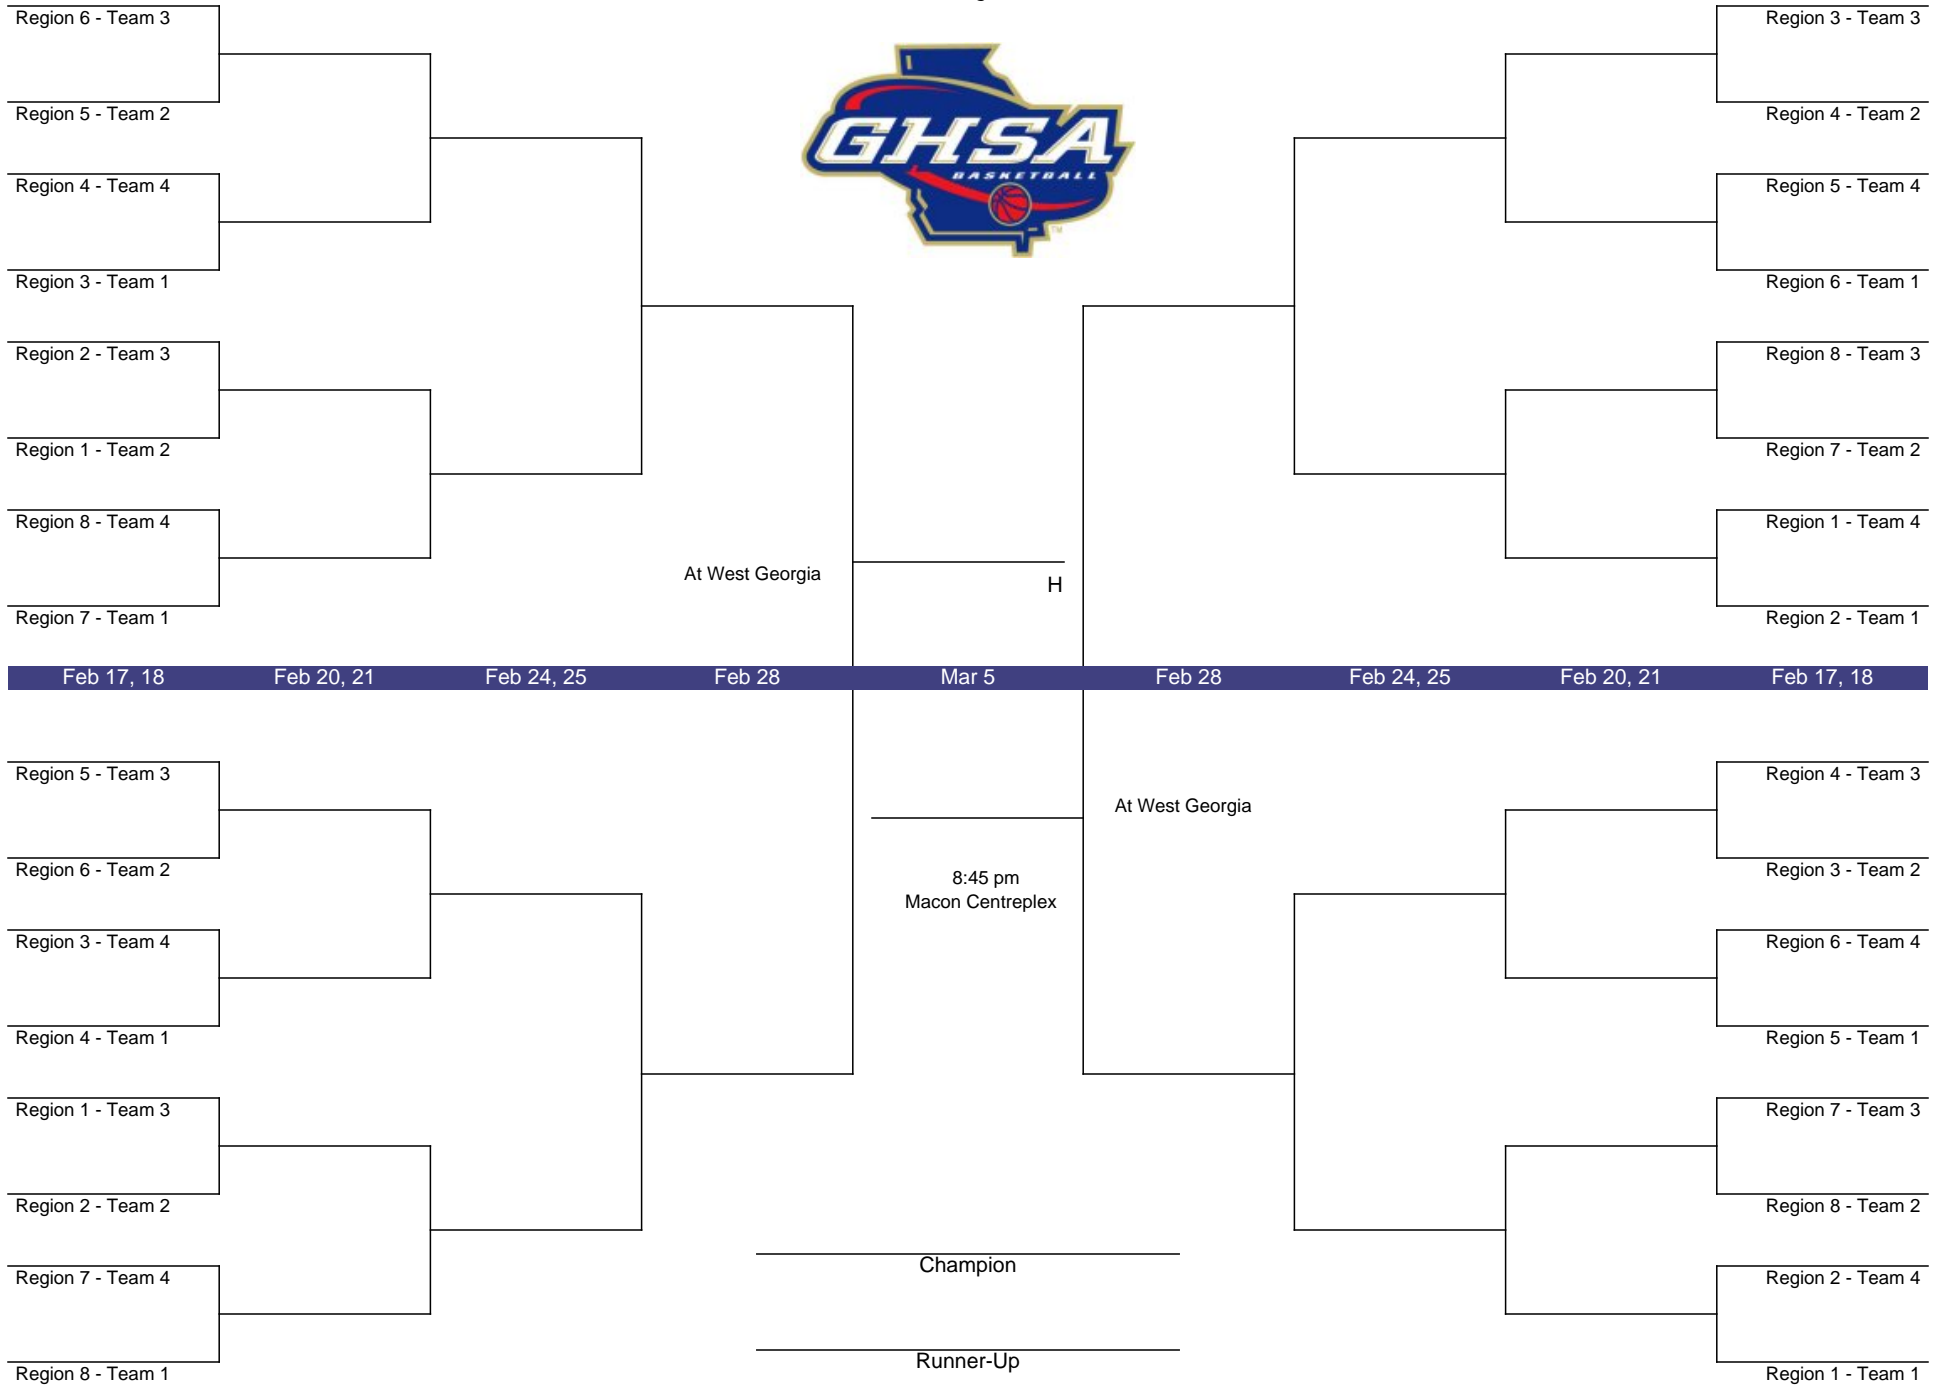 Region 6 - Team 3
Region 5 - Team 2
Region 4 - Team 4
Region 3 - Team 1
Region 2 - Team 3
Region 1 - Team 2
Region 8 - Team 4
Region 7 - Team 1
GHSA
BASKETBALL
TM
Region 3 - Team 3
Region 4 - Team 2
Region 5 - Team 4
Region 6 - Team 1
Region 8 - Team 3
Region 7 - Team 2
Region 1 - Team 4
Region 2 - Team 1
At West Georgia
H
Feb 17, 18 Feb 20, 21 Feb 24, 25 Feb 28 Mar 5 Feb 28 Feb 24, 25 Feb 20, 21 Feb 17, 18
Region 5 - Team 3
Region 6 - Team 2
Region 3 - Team 4
Region 4 - Team 1
Region 1 - Team 3
Region 2 - Team 2
Region 7 - Team 4
Region 8 - Team 1
At West Georgia
8:45 pm
Macon Centreplex
Champion
Runner-Up
Region 4 - Team 3
Region 3 - Team 2
Region 6 - Team 4
Region 5 - Team 1
Region 7 - Team 3
Region 8 - Team 2
Region 2 - Team 4
Region 1 - Team 1